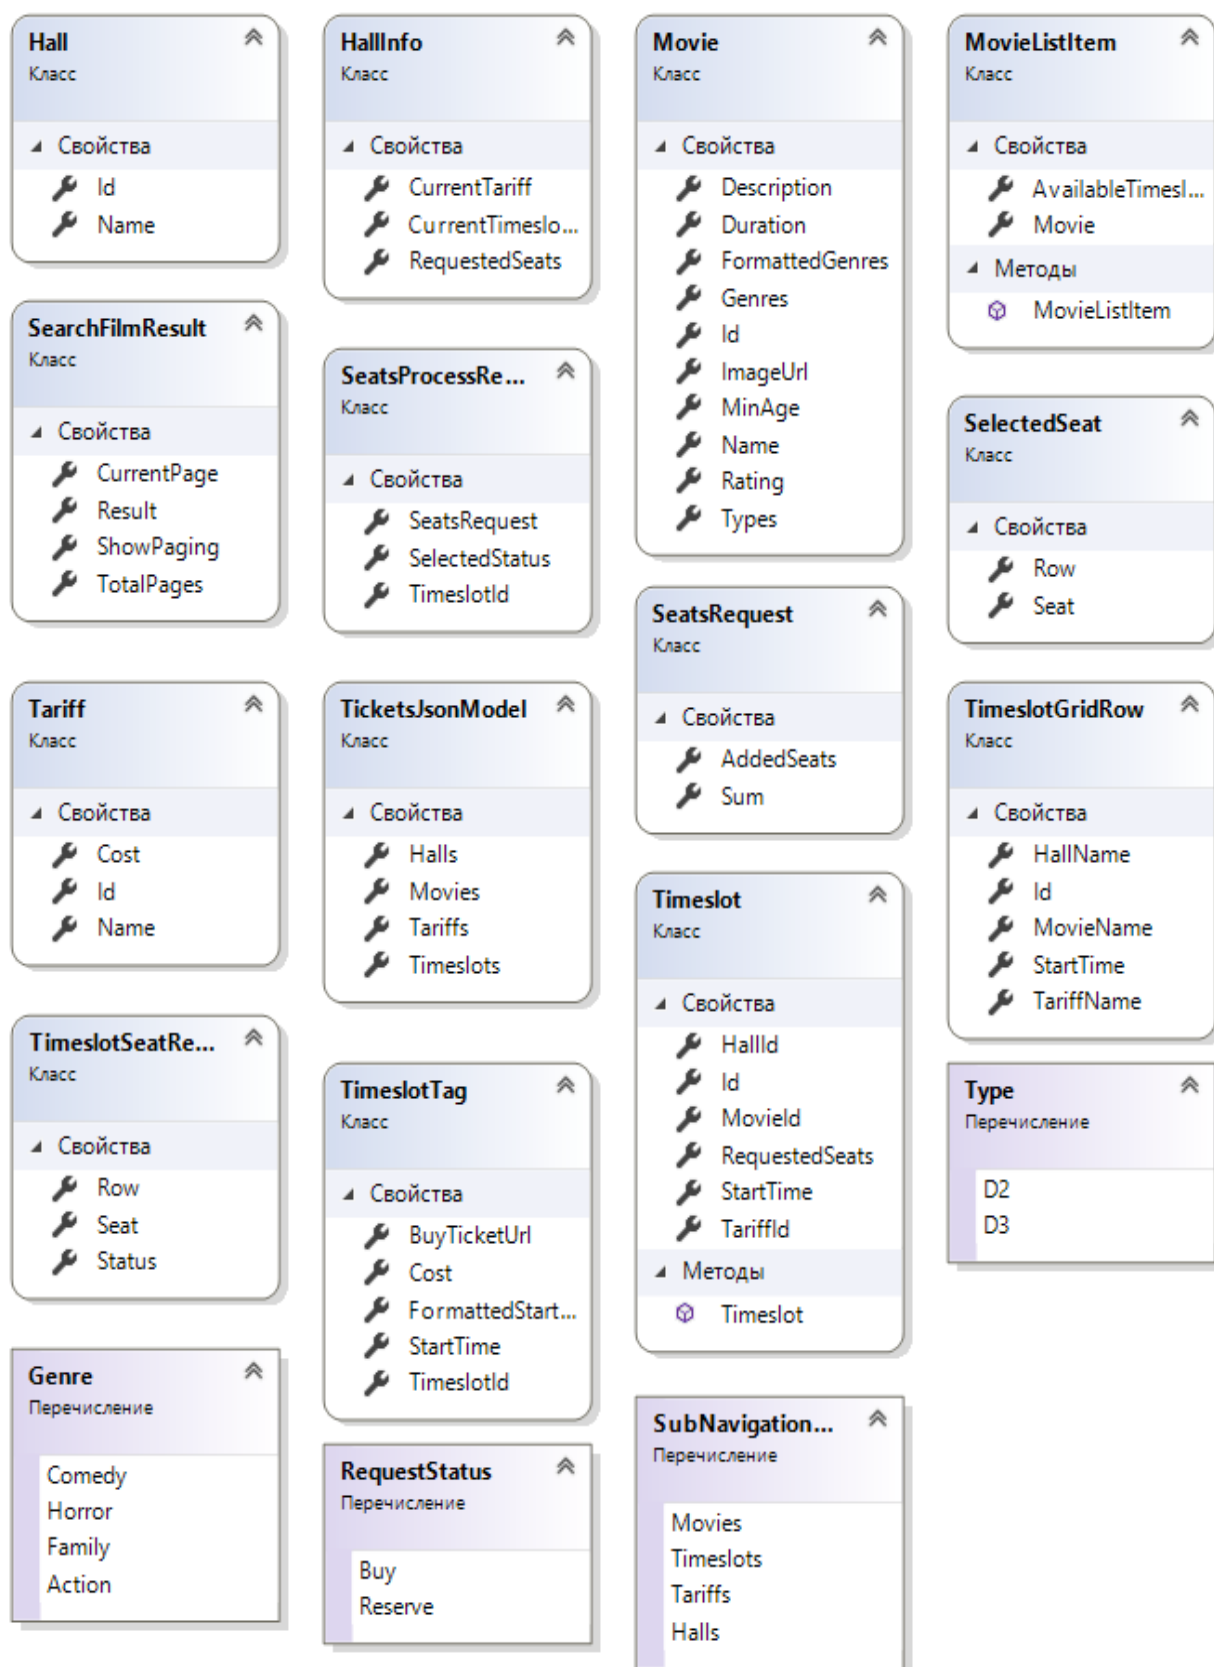 Hall
Класс
Свойства
Id
Name
HallInfo
Класс
Свойства
CurrentTariff
CurrentTimeslo...
RequestedSeats
Movie
Класс
Свойства
Description
Duration
FormattedGenres
Genres
Id
ImageUrl
MinAge
Name
Rating
Types
MovieListItem
Класс
Свойства
AvailableTimesl...
Movie
Методы
MovieListItem
SearchFilmResult
Класс
Свойства
CurrentPage
Result
ShowPaging
TotalPages
SeatsProcessRe...
Класс
Свойства
SeatsRequest
SelectedStatus
TimeslotId
SeatsRequest
Класс
Свойства
AddedSeats
Sum
SelectedSeat
Класс
Свойства
Row
Seat
Tariff
Класс
Свойства
Cost
Id
Name
TicketsJsonModel
Класс
Свойства
Halls
Movies
Tariffs
Timeslots
Timeslot
Класс
Свойства
HallId
Id
MovieId
RequestedSeats
StartTime
TariffId
Методы
Timeslot
TimeslotGridRow
Класс
Свойства
HallName
Id
MovieName
StartTime
TariffName
TimeslotSeatRe...
Класс
Свойства
Row
Seat
Status
TimeslotTag
Класс
Свойства
BuyTicketUrl
Cost
FormattedStart...
StartTime
TimeslotId
Type
Перечисление
D2
D3
Genre
Перечисление
Comedy
Horror
Family
Action
RequestStatus
Перечисление
Buy
Reserve
SubNavigation...
Перечисление
Movies
Timeslots
Tariffs
Halls